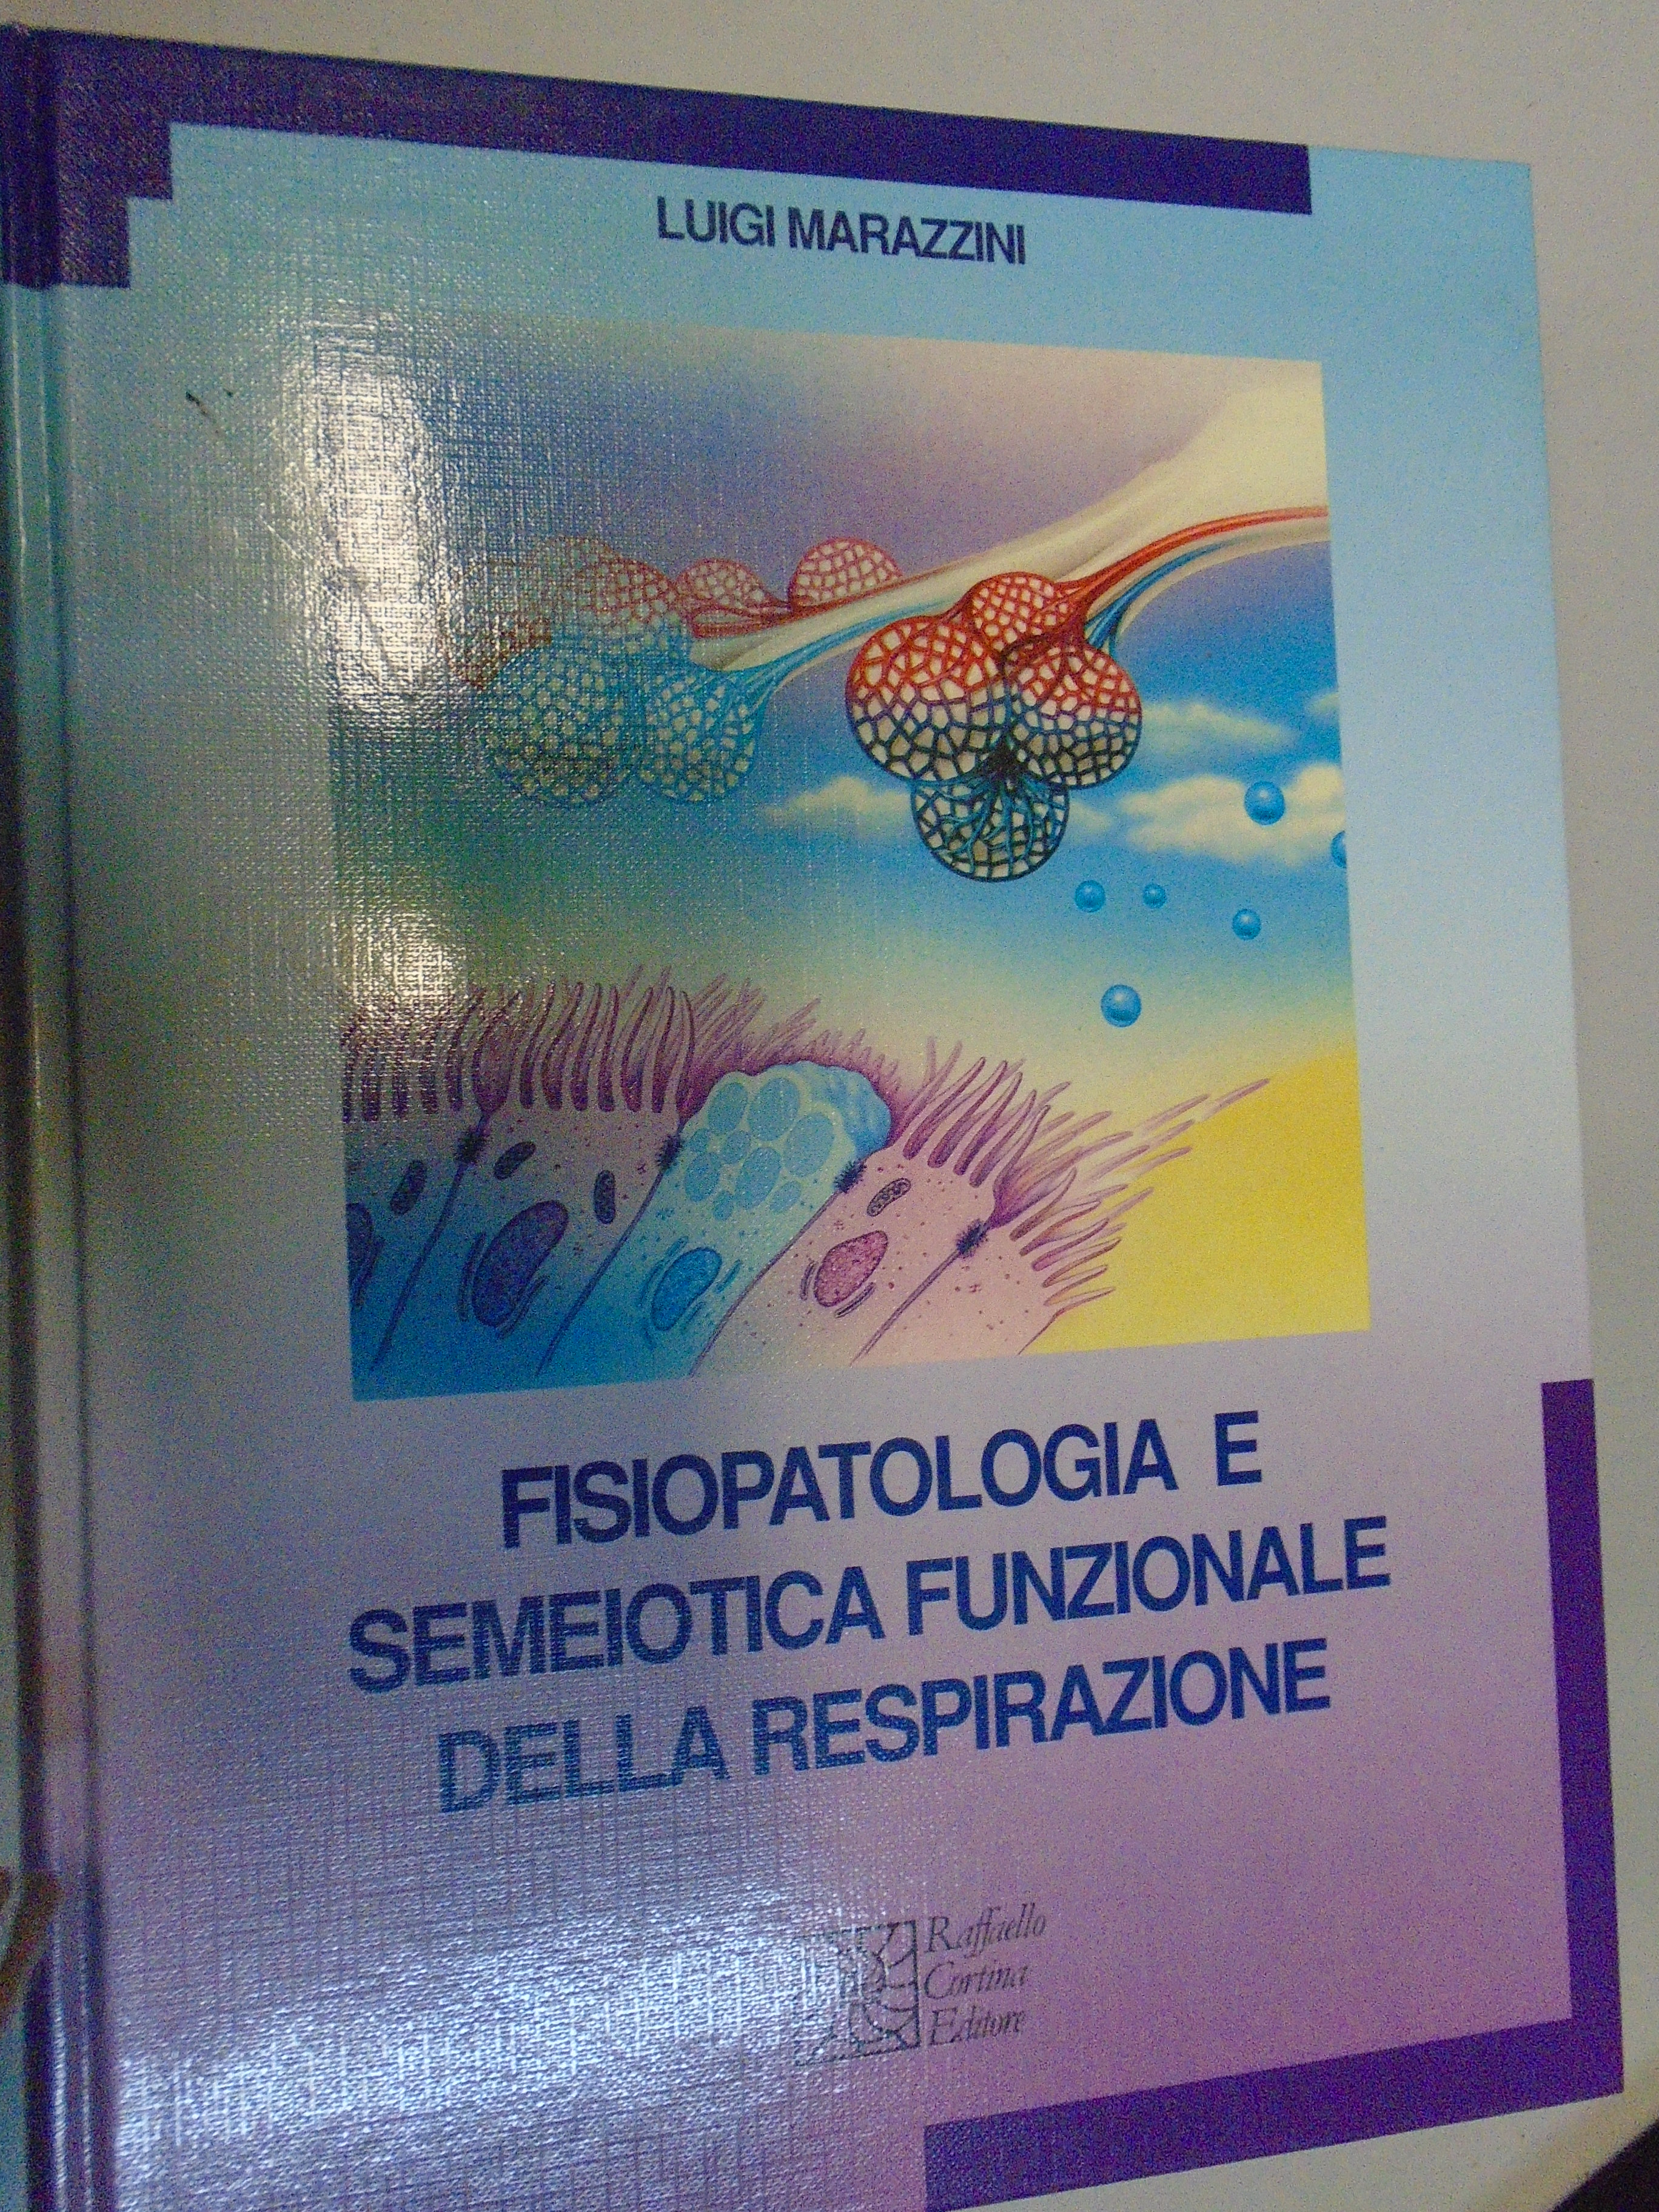 LUIGI MARAZZINI
FISIOPATOLOGIA E
SEMEIOTICA FUNZIONALE
DELLA RESPIRAZIONE
Raffaello
Cortina
Editore